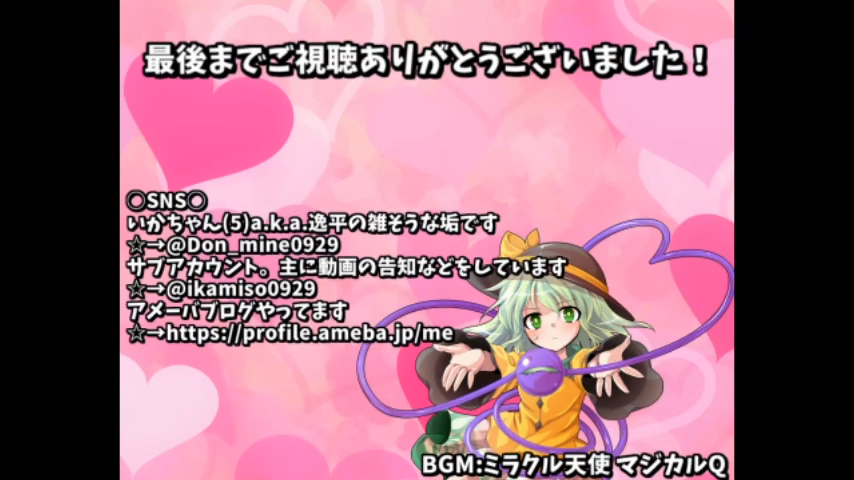 最後までご視聴ありがとうございました！
○SNS○
いかちゃん(5)a.k.a.逸平の雑そうな垢です
☆→@Don_mine0929
サブアカウント。主に動画の告知などをしています
☆→@ikamiso0929
アメーバブログやってます
☆→https://profile.ameba.jp/me
BGM:ミラクル天使 マジカルQ